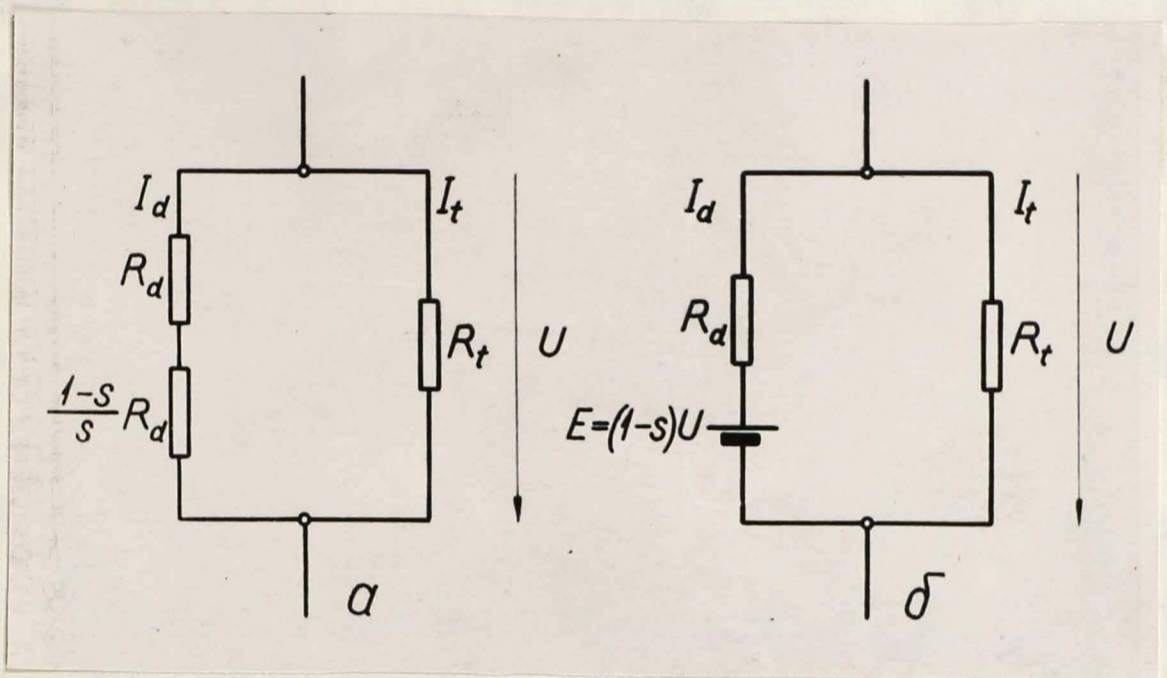 I_d
I_t
R_d
R_t
U
(1-s)/s R_d
a
I_d
I_t
R_d
R_t
U
E=(1-s)U
б